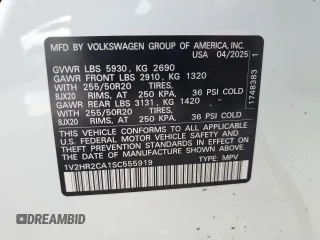 MFD BY VOLKSWAGEN GROUP OF AMERICA, INC.
USA 04/2025
GVWR LBS 5930, KG 2690
GAWR FRONT LBS 2910, KG 1320
WITH 255/50R20 TIRES,
8JX20 RIMS AT 250 KPA, 36 PSI COLD
GAWR REAR LBS 3131, KG 1420
WITH 255/50R20 TIRES,
8JX20 RIMS AT 250 KPA, 36 PSI COLD
THIS VEHICLE CONFORMS TO ALL APPLICABLE
U.S. FEDERAL MOTOR VEHICLE SAFETY AND
THEFT PREVENTION STANDARDS IN EFFECT ON
THE DATE OF MANUFACTURE SHOWN ABOVE.
1V2HR2CA1SC555919 TYPE: MPV
1748383 1
DREAMBID
DREAMBID